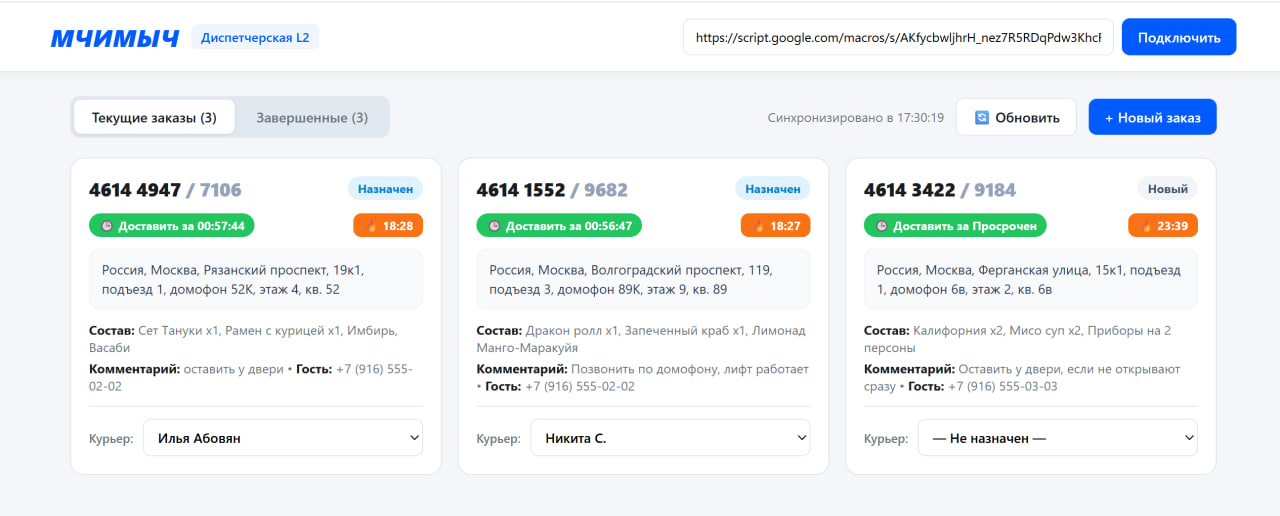 мчимыч
Диспетчерская L2
https://script.google.com/macros/s/AKfycbwljhrH_nez7R5RDqPdw3Khcf
Подключить
Текущие заказы (3)
Завершенные (3)
Синхронизировано в 17:30:19
Обновить
+ Новый заказ
4614 4947 / 7106
Назначен
Доставить за 00:57:44
18:28
Россия, Москва, Рязанский проспект, 19к1,
подъезд 1, домофон 52К, этаж 4, кв. 52
Состав: Сет Тануки x1, Рамен с курицей x1, Имбирь,
Васаби
Комментарий: оставить у двери • Гость: +7 (916) 555-
02-02
Курьер:
Илья Абовян
4614 1552 / 9682
Назначен
Доставить за 00:56:47
18:27
Россия, Москва, Волгоградский проспект, 119,
подъезд 3, домофон 89К, этаж 9, кв. 89
Состав: Дракон ролл x1, Запеченный краб x1, Лимонад
Манго-Маракуйя
Комментарий: Позвонить по домофону, лифт работает
• Гость: +7 (916) 555-02-02
Курьер:
Никита С.
4614 3422 / 9184
Новый
Доставить за Просрочен
23:39
Россия, Москва, Ферганская улица, 15к1, подъезд
1, домофон 6в, этаж 2, кв. 6в
Состав: Калифорния x2, Мисо суп x2, Приборы на 2
персоны
Комментарий: Оставить у двери, если не открывают
сразу • Гость: +7 (916) 555-03-03
Курьер:
— Не назначен —